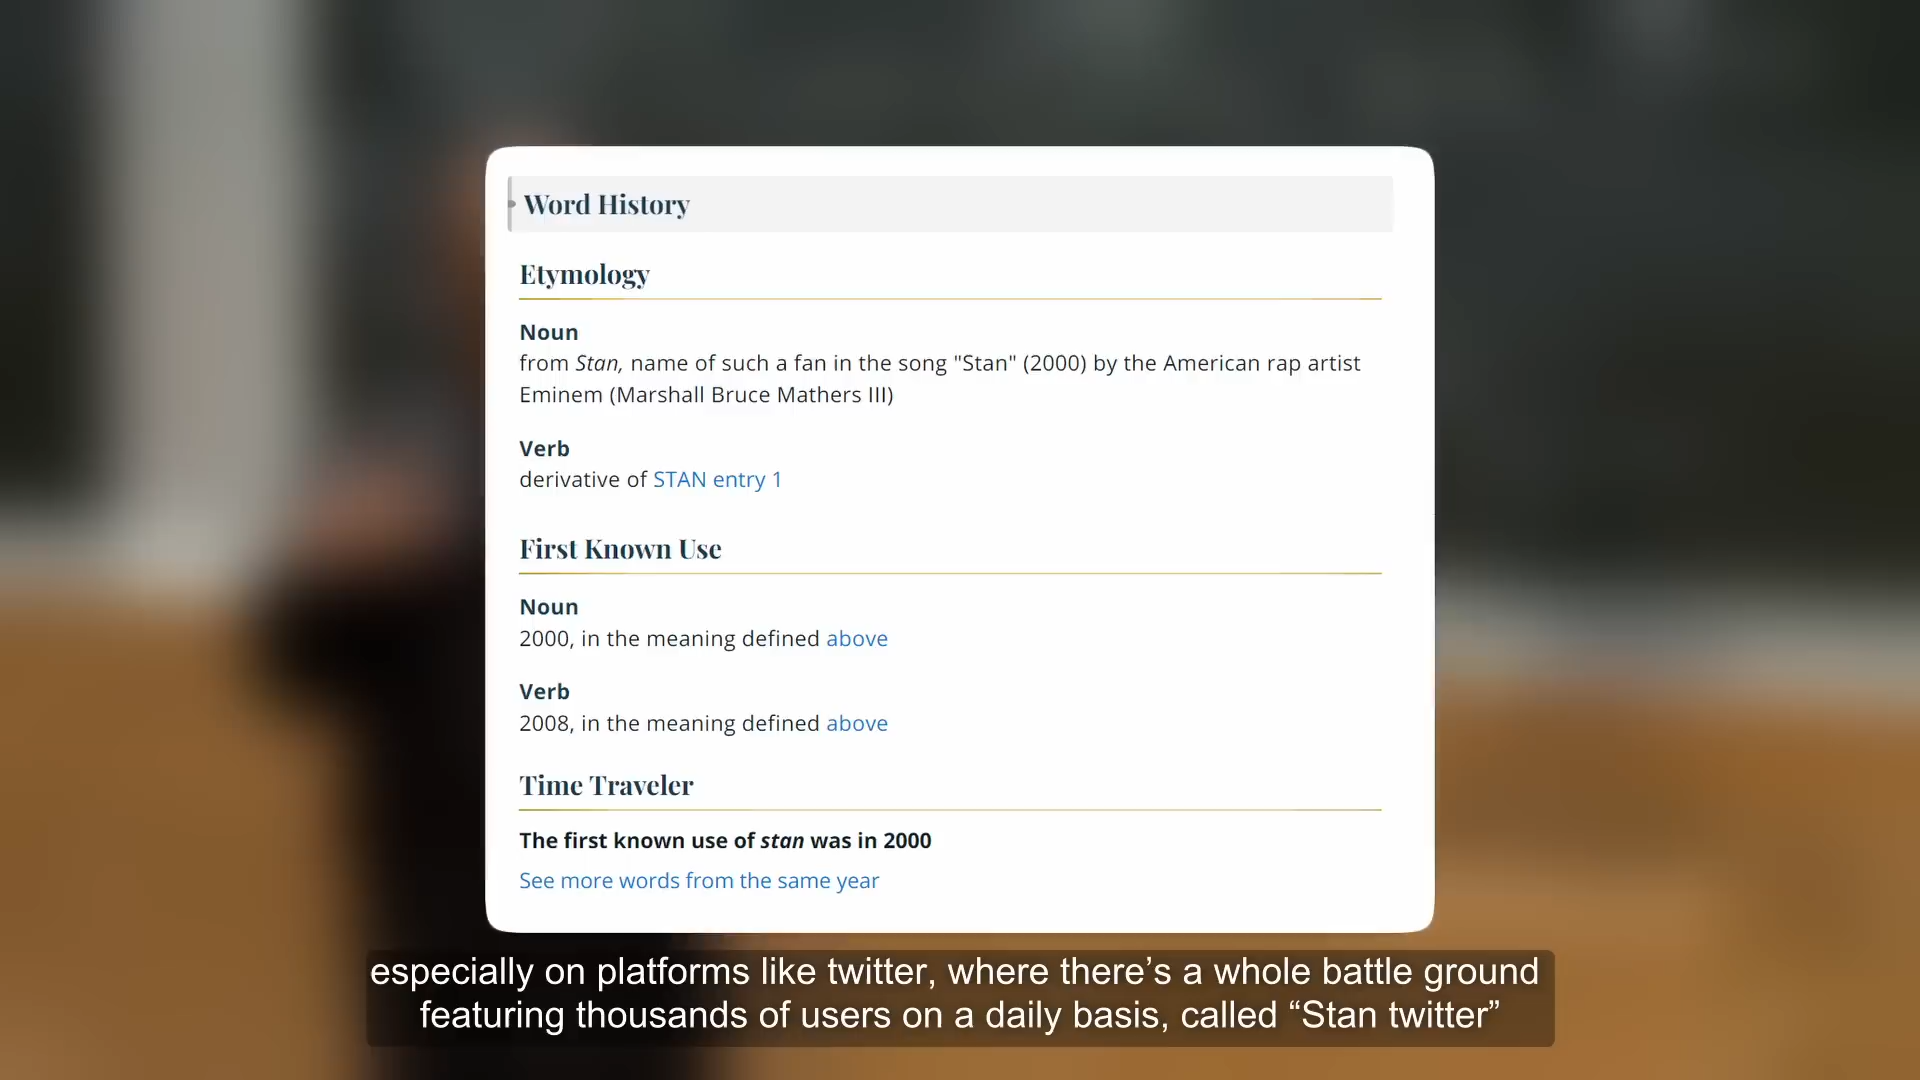 Word History
Etymology
Noun
from Stan, name of such a fan in the song "Stan" (2000) by the American rap artist
Eminem (Marshall Bruce Mathers III)
Verb
derivative of STAN entry 1
First Known Use
Noun
2000, in the meaning defined above
Verb
2008, in the meaning defined above
Time Traveler
The first known use of stan was in 2000
See more words from the same year
especially on platforms like twitter, where there’s a whole battle ground
featuring thousands of users on a daily basis, called “Stan twitter”